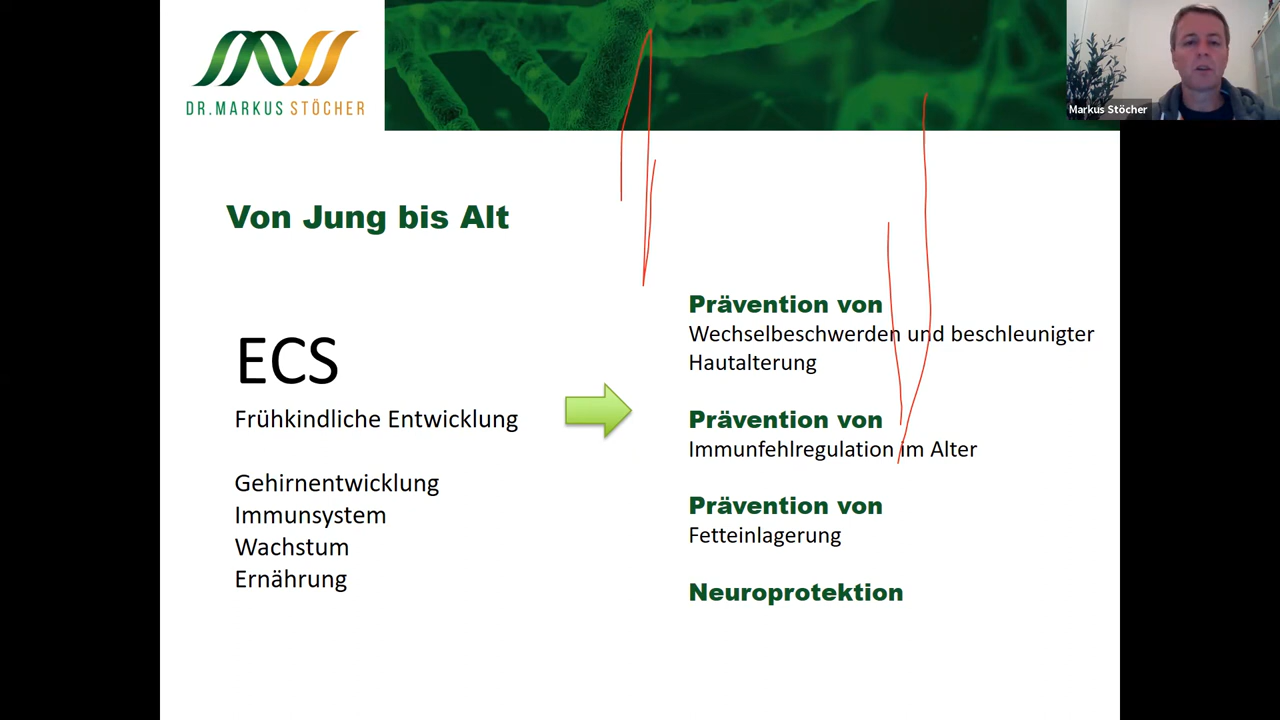 DR. MARKUS STÖCHER
Markus Stöcher
Von Jung bis Alt
ECS
Frühkindliche Entwicklung
Gehirnentwicklung
Immunsystem
Wachstum
Ernährung
Prävention von
Wechselbeschwerden und beschleunigter
Hautalterung
Prävention von
Immunfehlregulation im Alter
Prävention von
Fetteinlagerung
Neuroprotektion